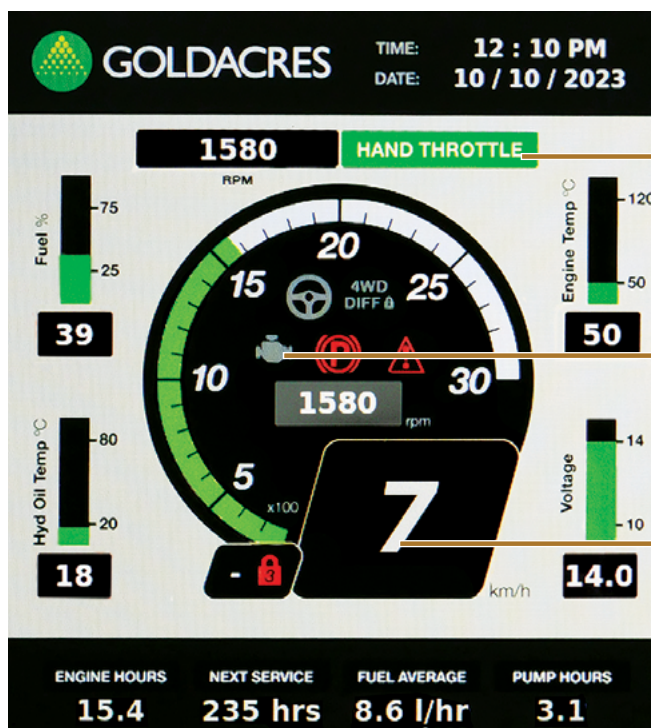 GOLDACRES
TIME: 12 : 10 PM
DATE: 10 / 10 / 2023
1580 HAND THROTTLE
RPM
Fuel %
75
25
39
Engine Temp °C
120
50
50
5
10
15
20
25
30
x100
4WD
DIFF
P
1580
rpm
Hyd Oil Temp °C
80
20
18
- 3
7
km/h
Voltage
14
10
14.0
ENGINE HOURS NEXT SERVICE FUEL AVERAGE PUMP HOURS
15.4 235 hrs 8.6 l/hr 3.1